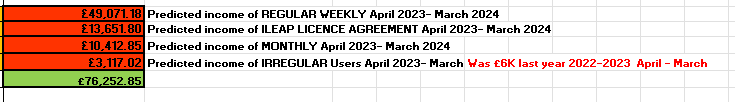 £49,071.18 Predicted income of REGULAR WEEKLY April 2023- March 2024
£13,651.80 Predicted income of ILEAP LICENCE AGREEMENT April 2023- March 2024
£10,412.85 Predicted income of MONTHLY April 2023- March 2024
£3,117.02 Predicted income of IRREGULAR Users April 2023- March Was £6K last year 2022-2023 April - March
£76,252.85